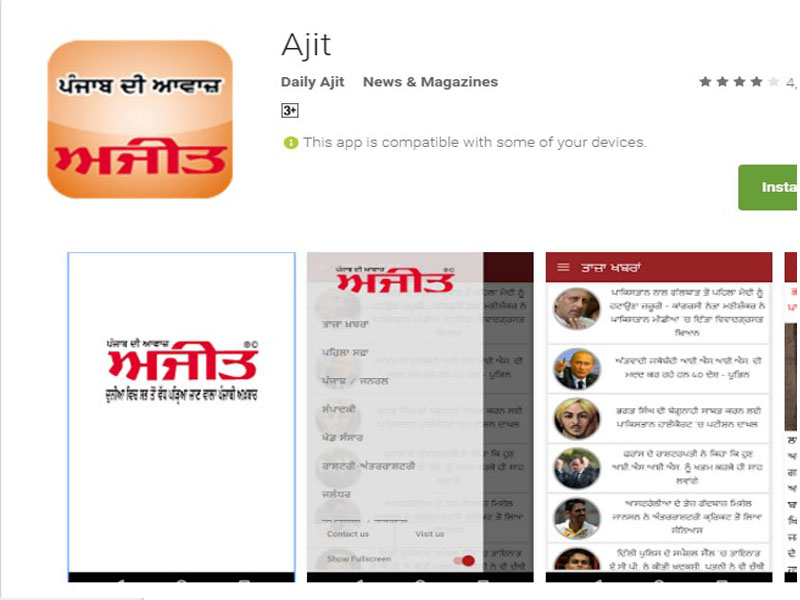 Ajit
Daily Ajit News & Magazines
4,
3+
This app is compatible with some of your devices.
Insta
ਪੰਜਾਬ ਦੀ ਆਵਾਜ਼
ਅਜੀਤ
ਪੰਜਾਬ ਦੀ ਆਵਾਜ਼
ਅਜੀਤ ®©
ਦੁਨੀਆ ਵਿਚ ਸਭ ਤੋਂ ਵੱਧ ਪੜ੍ਹਿਆ ਜਾਣ ਵਾਲਾ ਪੰਜਾਬੀ ਅਖ਼ਬਾਰ
ਪੰਜਾਬ ਦੀ ਆਵਾਜ਼
ਅਜੀਤ ®©
ਤਾਜ਼ਾ ਖ਼ਬਰਾਂ
ਪਹਿਲਾ ਸਫ਼ਾ
ਪੰਜਾਬ / ਜਨਰਲ
ਸੰਪਾਦਕੀ
ਖੇਡ ਸੰਸਾਰ
ਰਾਸ਼ਟਰੀ-ਅੰਤਰਰਾਸ਼ਟਰੀ
ਜਲੰਧਰ
Contact us Visit us
Show Fullscreen
ਤਾਜ਼ਾ ਖ਼ਬਰਾਂ
ਪਾਕਿਸਤਾਨ ਨਾਲ ਗੱਲਬਾਤ ਤੋਂ ਪਹਿਲਾ ਮੋਦੀ ਨੂੰ
ਹਟਾਉਣਾ ਜ਼ਰੂਰੀ - ਕਾਂਗਰਸੀ ਨੇਤਾ ਮਣੀਸ਼ੰਕਰ ਨੇ
ਪਾਕਿਸਤਾਨ ਮੀਡੀਆ 'ਚ ਦਿੱਤਾ ਵਿਵਾਦਗ੍ਰਸਤ
ਬਿਆਨ
ਅੱਤਵਾਦੀ ਜਥੇਬੰਦੀ ਆਈ.ਐਸ.ਆਈ.ਐਸ. ਦੀ
ਮਦਦ ਕਰ ਰਹੇ ਹਨ 40 ਦੇਸ਼ - ਪੁਤਿਨ
ਭਗਤ ਸਿੰਘ ਦੀ ਬੇਗੁਨਾਹੀ ਸਾਬਤ ਕਰਨ ਲਈ
ਪਾਕਿਸਤਾਨ ਹਾਈਕੋਰਟ 'ਚ ਪਟੀਸ਼ਨ ਦਾਖਲ
ਫਰਾਂਸ ਦੇ ਰਾਸ਼ਟਰਪਤੀ ਨੇ ਕਿਹਾ ਕਿ ਹੁਣ
ਆਈ.ਐਸ.ਆਈ.ਐਸ. ਨੂੰ ਖ਼ਤਮ ਕਰਕੇ ਹੀ ਸਾਹ
ਲਵਾਂਗੇ
ਆਸਟਰੇਲੀਆ ਦੇ ਤੇਜ਼ ਗੇਂਦਬਾਜ਼ ਮਿਸ਼ੇਲ
ਜਾਨਸਨ ਨੇ ਅੰਤਰਰਾਸ਼ਟਰੀ ਕ੍ਰਿਕਟ ਤੋਂ ਲਿਆ
ਸੰਨਿਆਸ
ਦਿੱਲੀ ਪੁਲਿਸ ਦੇ ਸਪੈਸ਼ਲ ਸੈੱਲ 'ਚ ਤਾਇਨਾਤ
ਏ.ਸੀ.ਪੀ. ਨੇ ਕੀਤੀ ਖੁਦਕੁਸ਼ੀ, ਪਤਨੀ ਨੇ ਵੀ ਦੰਦੀ